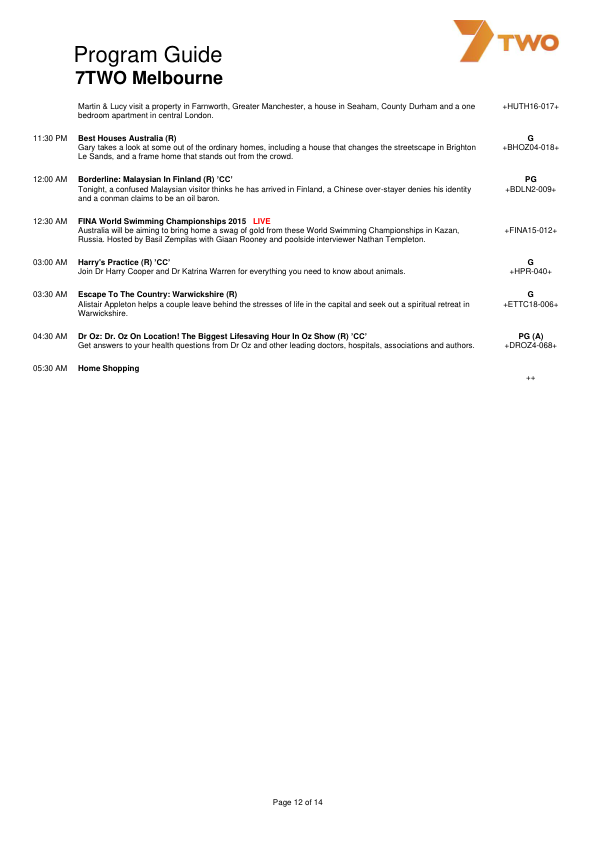 7 TWO
Program Guide
7TWO Melbourne
Martin & Lucy visit a property in Farnworth, Greater Manchester, a house in Seaham, County Durham and a one +HUTH16-017+
bedroom apartment in central London.
11:30 PM Best Houses Australia (R) G
Gary takes a look at some out of the ordinary homes, including a house that changes the streetscape in Brighton +BHOZ04-018+
Le Sands, and a frame home that stands out from the crowd.
12:00 AM Borderline: Malaysian In Finland (R) 'CC' PG
Tonight, a confused Malaysian visitor thinks he has arrived in Finland, a Chinese over-stayer denies his identity +BDLN2-009+
and a conman claims to be an oil baron.
12:30 AM FINA World Swimming Championships 2015 LIVE
Australia will be aiming to bring home a swag of gold from these World Swimming Championships in Kazan, +FINA15-012+
Russia. Hosted by Basil Zempilas with Giaan Rooney and poolside interviewer Nathan Templeton.
03:00 AM Harry's Practice (R) 'CC' G
Join Dr Harry Cooper and Dr Katrina Warren for everything you need to know about animals. +HPR-040+
03:30 AM Escape To The Country: Warwickshire (R) G
Alistair Appleton helps a couple leave behind the stresses of life in the capital and seek out a spiritual retreat in +ETTC18-006+
Warwickshire.
04:30 AM Dr Oz: Dr. Oz On Location! The Biggest Lifesaving Hour In Oz Show (R) 'CC' PG (A)
Get answers to your health questions from Dr Oz and other leading doctors, hospitals, associations and authors. +DROZ4-068+
05:30 AM Home Shopping
++
Page 12 of 14